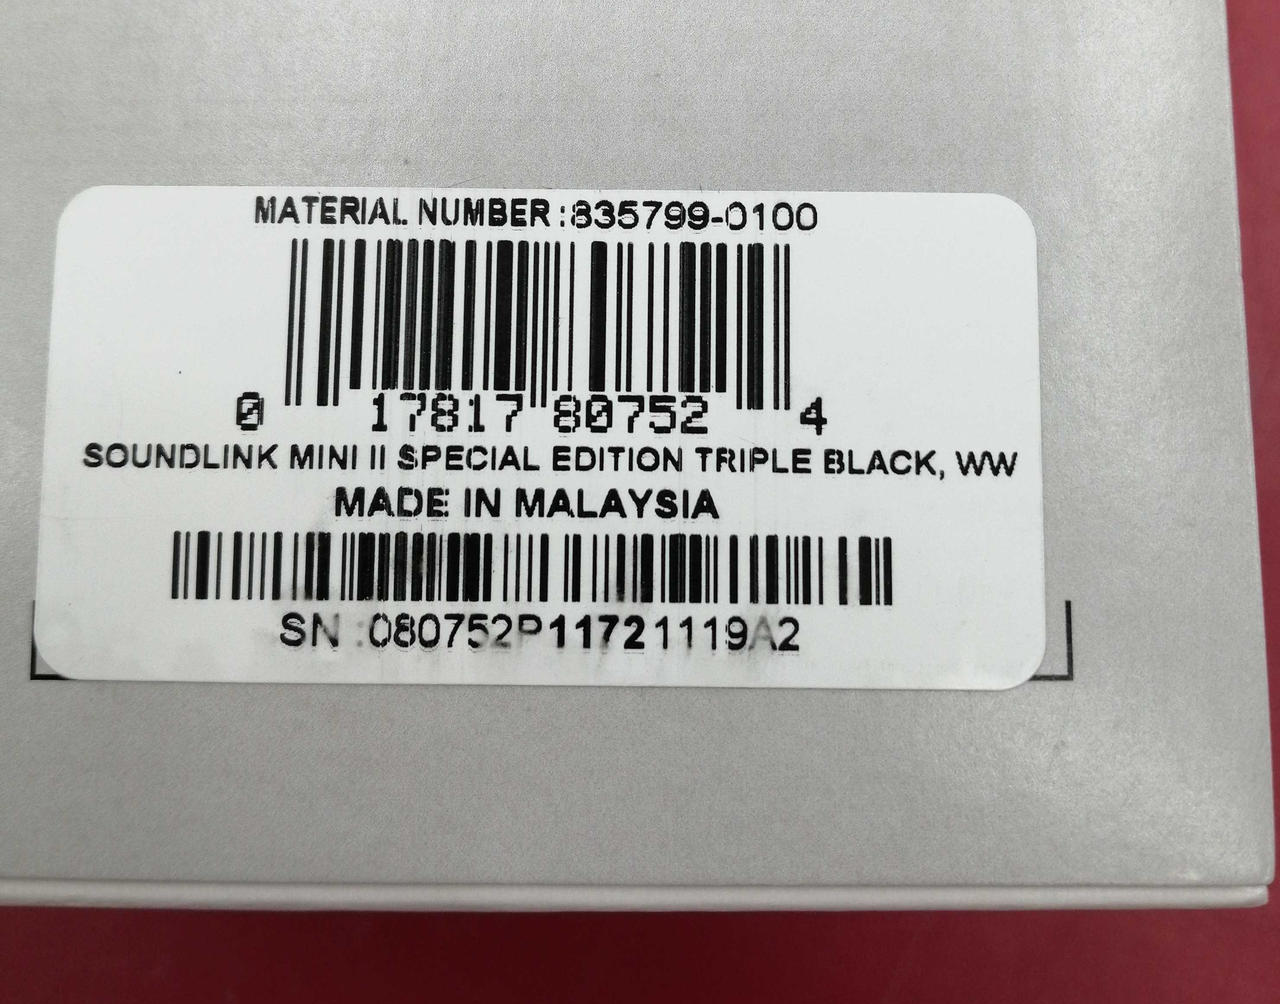 MATERIAL NUMBER :835799-0100
0 17817 80752 4
SOUNDLINK MINI II SPECIAL EDITION TRIPLE BLACK, WW
MADE IN MALAYSIA
SN :080752P11721119A2